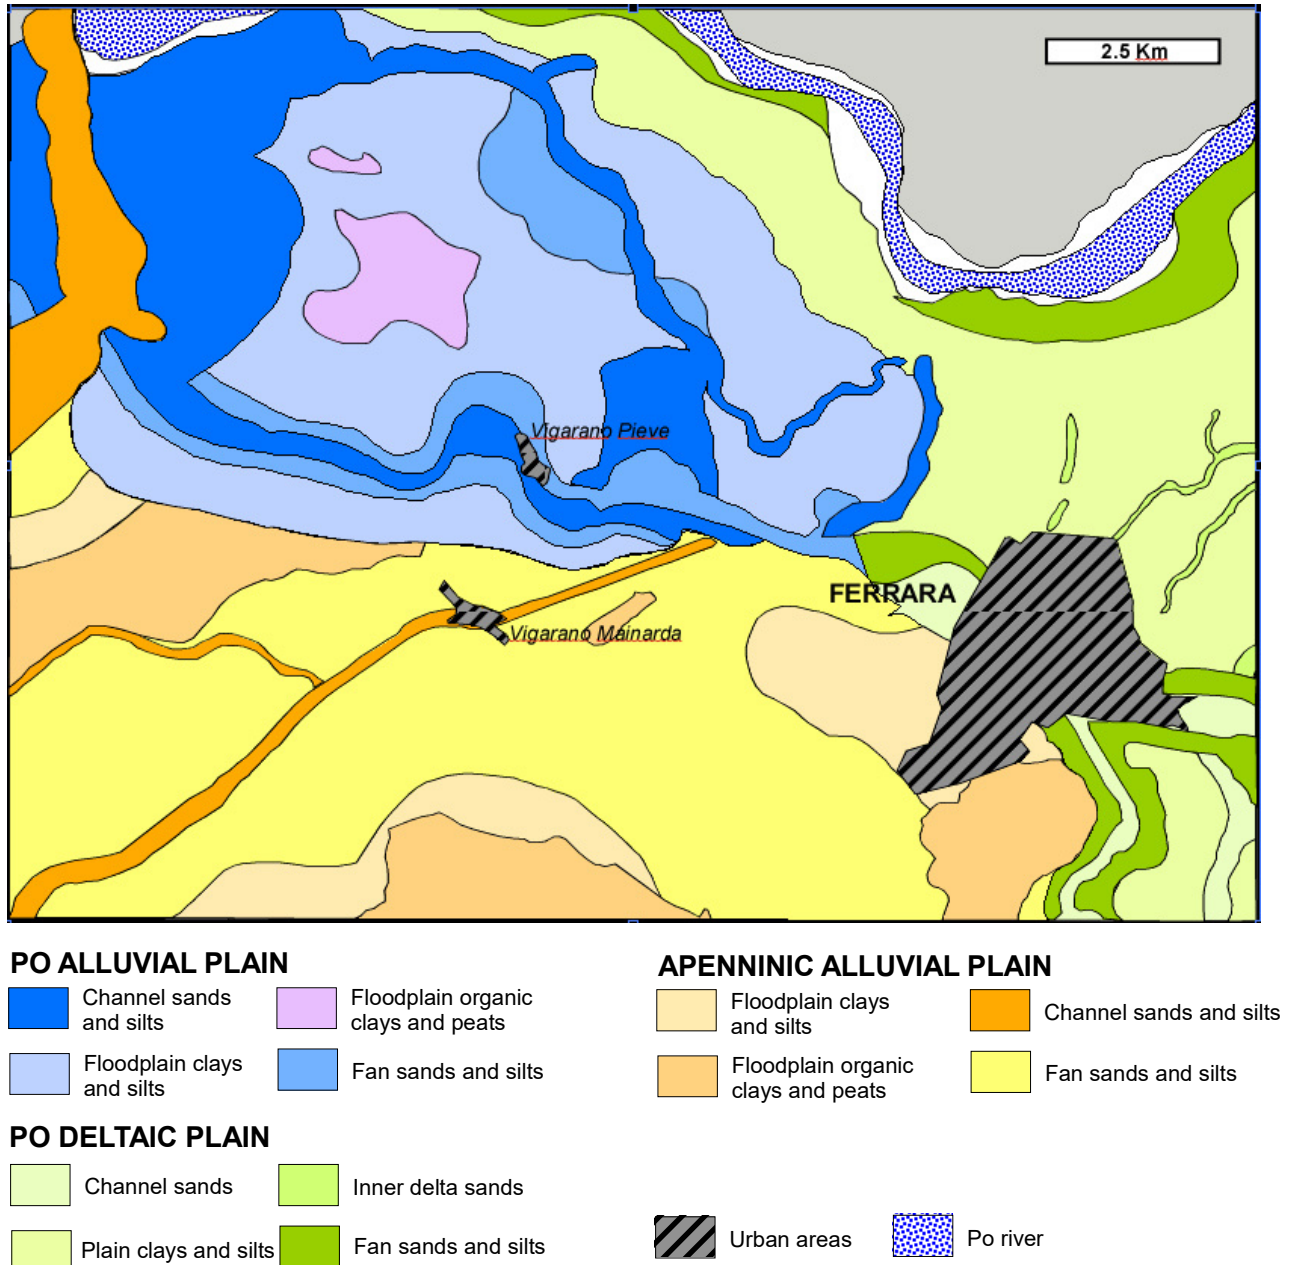 2.5 Km
Vigarano Pieve
FERRARA
Vigarano Mainarda
PO ALLUVIAL PLAIN
Channel sands
and silts
Floodplain organic
clays and peats
Floodplain clays
and silts
Fan sands and silts
APENNINIC ALLUVIAL PLAIN
Floodplain clays
and silts
Channel sands and silts
Floodplain organic
clays and peats
Fan sands and silts
PO DELTAIC PLAIN
Channel sands
Inner delta sands
Plain clays and silts
Fan sands and silts
Urban areas
Po river